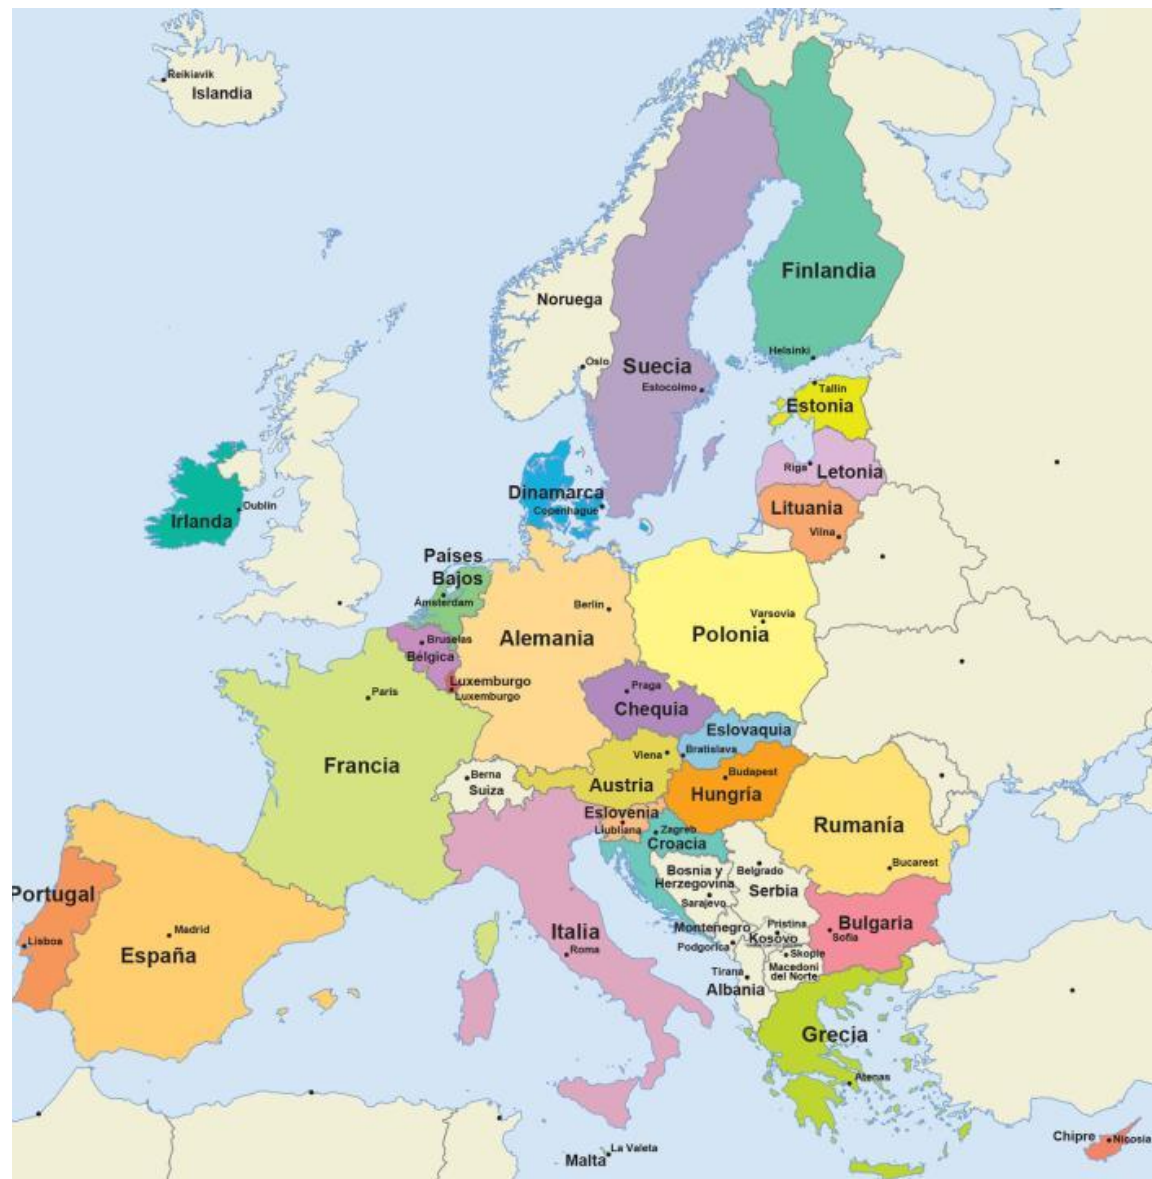 Reikiavik
Islandia
Finlandia
Noruega
Helsinki
Oslo
Suecia
Estocolmo
Tallin
Estonia
Riga
Letonia
Dinamarca
Copenhague
Lituania
Vilna
Dublin
Irlanda
Países
Bajos
Ámsterdam
Berlín
Varsovia
Alemania
Polonia
Bruselas
Bélgica
Luxemburgo
Luxemburgo
París
Praga
Chequia
Eslovaquia
Bratislava
Viena
Francia
Berna
Suiza
Austria
Budapest
Hungría
Eslovenia
Liubliana
Zagreb
Croacia
Rumanía
Bucarest
Bosnia y
Herzegovina
Sarajevo
Belgrado
Serbia
Portugal
Lisboa
Madrid
España
Italia
Roma
Montenegro
Podgorica
Pristina
Kosovo
Bulgaria
Sofia
Skopie
Macedoni
del Norte
Tirana
Albania
Grecia
Atenas
Chipre
Nicosia
La Valeta
Malta